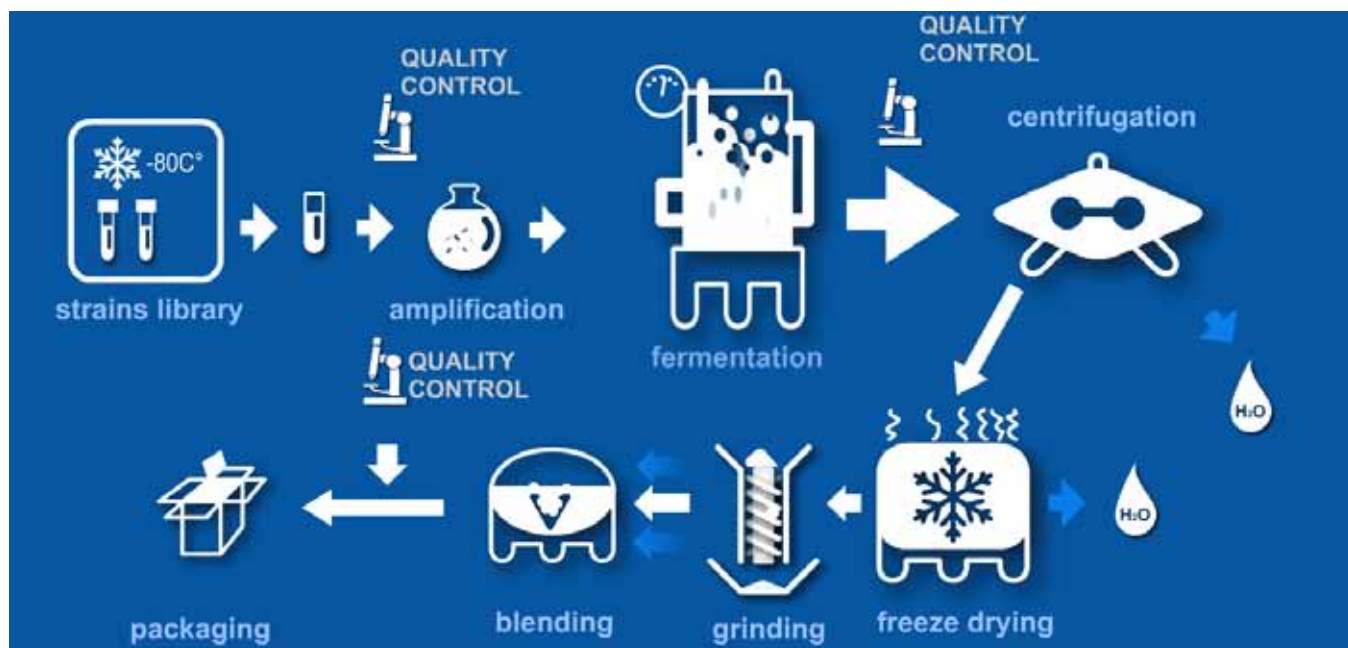 QUALITY
CONTROL
QUALITY
CONTROL
centrifugation
-80C°
strains library
amplification
fermentation
QUALITY
CONTROL
H₂O
H₂O
packaging
blending
grinding
freeze drying